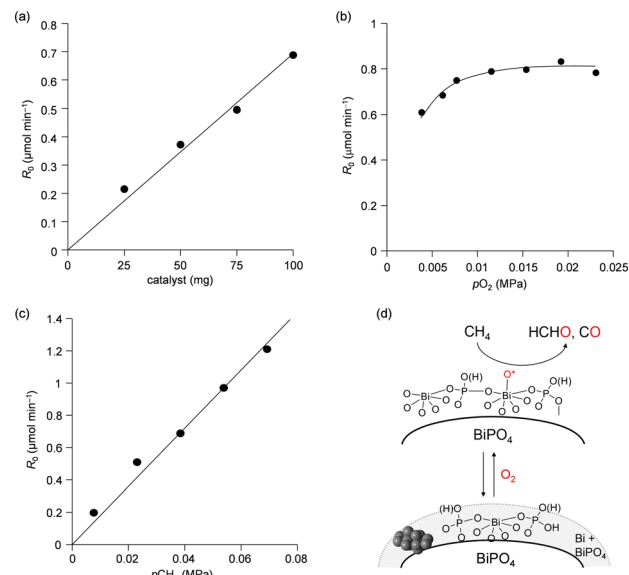 (a)
0.8
0.7
0.6
0.5
0.4
0.3
0.2
0.1
0
R₀ (μmol min⁻¹)
0 25 50 75 100
catalyst (mg)
(b)
1
0.8
0.6
0.4
0.2
0
R₀ (μmol min⁻¹)
0 0.005 0.01 0.015 0.02 0.025
pO₂ (MPa)
(c)
1.4
1.2
1
0.8
0.6
0.4
0.2
0
R₀ (μmol min⁻¹)
0 0.02 0.04 0.06 0.08
(MPa)
(d)
CH₄ HCHO, CO
O*
O(H) O(H)
O P O Bi O P
Bi O O O O O
O O O O O
BiPO₄
O₂
(H)O O(H)
P O Bi O P
O O O O OH
Bi +
BiPO₄
BiPO₄